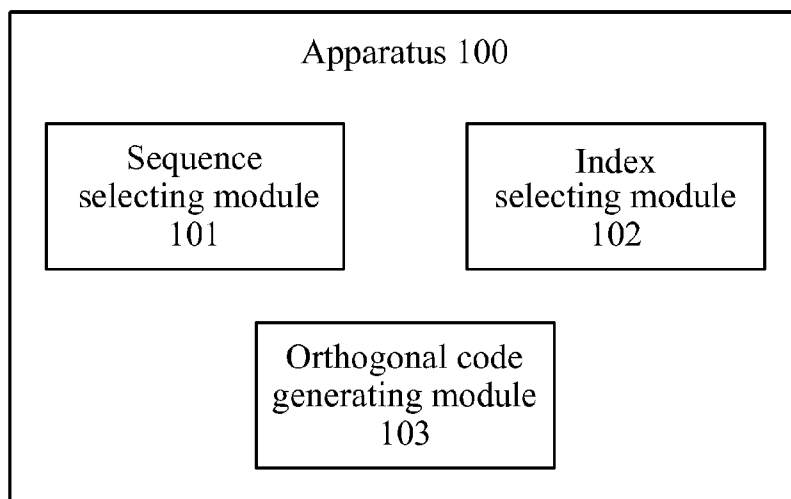 Apparatus 100
Sequence
selecting module
101
Index
selecting module
102
Orthogonal code
generating module
103